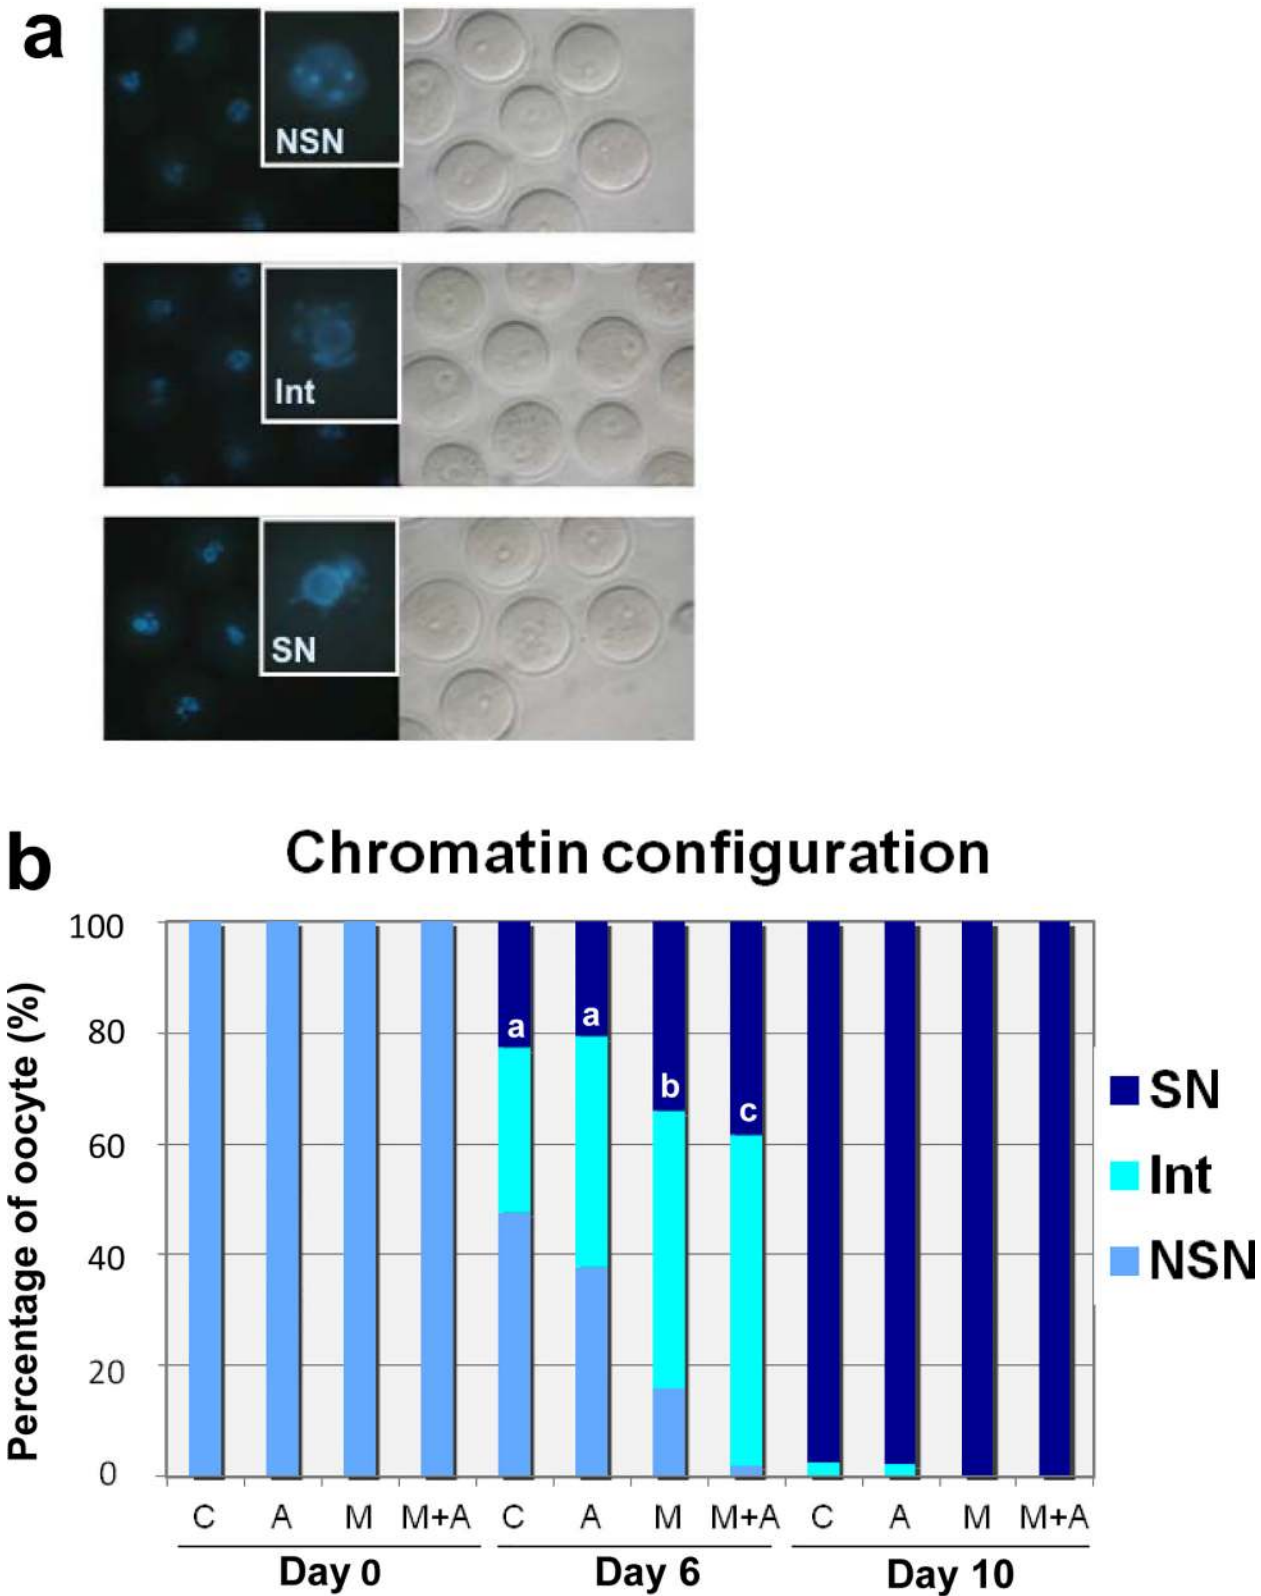 a
NSN
Int
SN
b
Chromatin configuration
Percentage of oocyte (%)
100
80
60
40
20
0
a
a
b
c
SN
Int
NSN
C A M M+A C A M M+A C A M M+A
Day 0 Day 6 Day 10